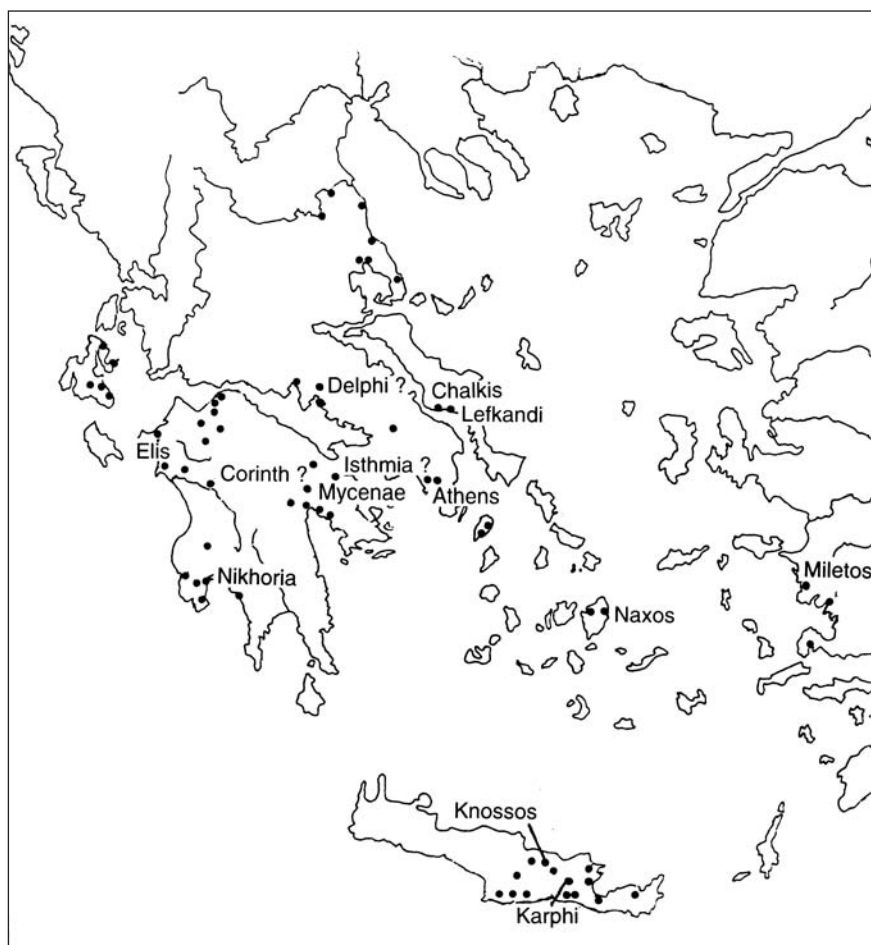 Delphi ?
Chalkis
Lefkandi
Elis
Corinth ?
Isthmia ?
Mycenae
Athens
Nikhoria
Miletos
Naxos
Knossos
Karphi